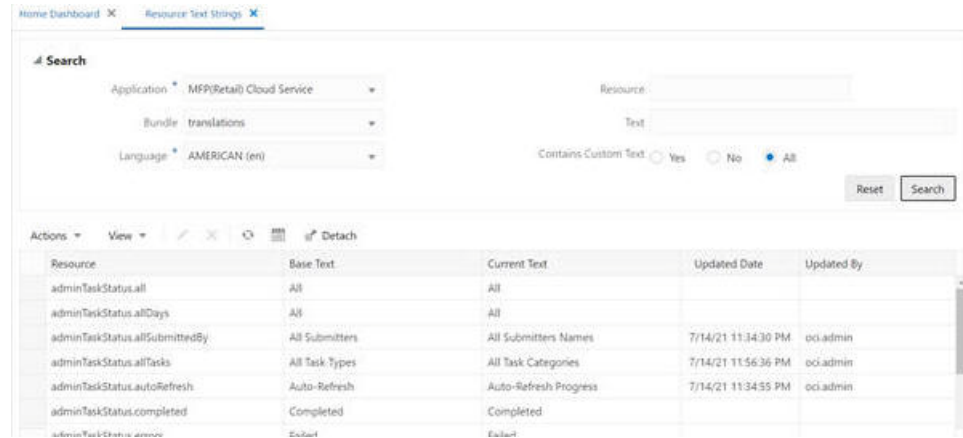 Home Dashboard X Resource Text Strings X
Search
Application * MFP(Retail) Cloud Service
Resource
Bundle translations
Text
Language * AMERICAN (en)
Contains Custom Text Yes No All
Reset Search
Actions View Detach
Resource Base Text Current Text Updated Date Updated By
adminTaskStatus.all All All
adminTaskStatus.allDays All All
adminTaskStatus.allSubmittedBy All Submitters All Submitters Names 7/14/21 11:34:30 PM oci.admin
adminTaskStatus.allTasks All Task Types All Task Categories 7/14/21 11:56:36 PM oci.admin
adminTaskStatus.autoRefresh Auto-Refresh Auto-Refresh Progress 7/14/21 11:34:55 PM oci.admin
adminTaskStatus.completed Completed Completed
adminTaskStatus.errors Failed Failed